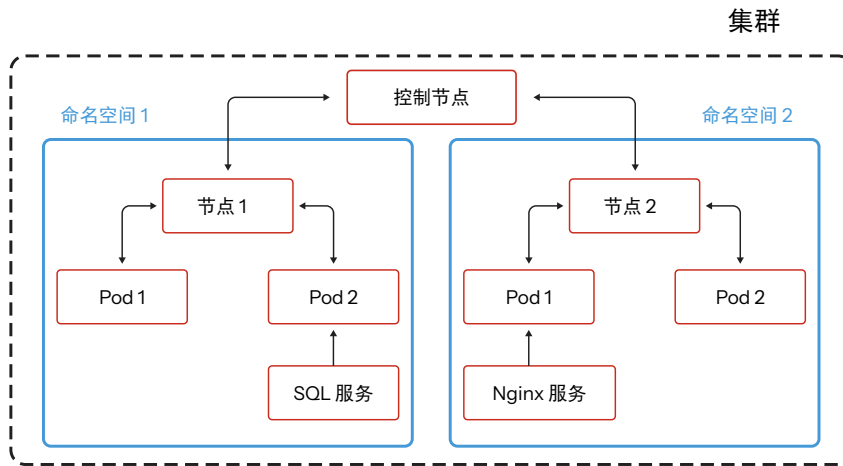 集群
控制节点
命名空间 1
命名空间 2
节点 1
节点 2
Pod 1
Pod 2
Pod 1
Pod 2
SQL 服务
Nginx 服务